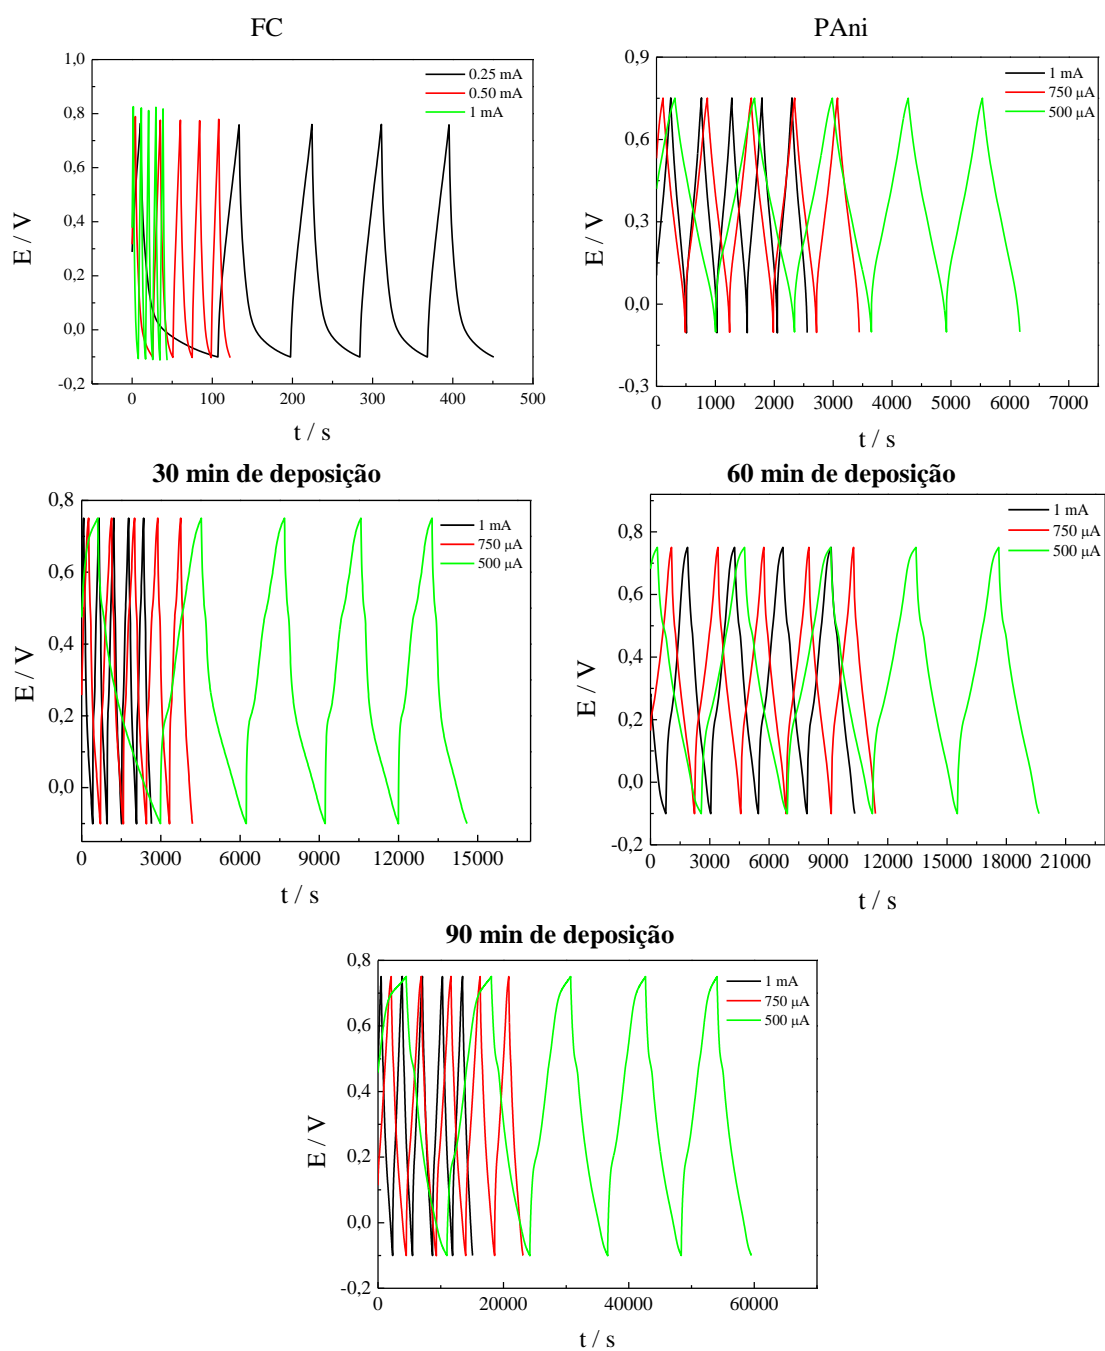 FC
1,0
0,8
0,6
0,4
0,2
0,0
-0,2
E / V
0.25 mA
0.50 mA
1 mA
0
100
200
300
400
500
t / s
PAni
0,9
0,6
0,3
0,0
-0,3
E / V
1 mA
750 µA
500 µA
0
1000
2000
3000
4000
5000
6000
7000
t / s
30 min de deposição
0,8
0,6
0,4
0,2
0,0
E / V
1 mA
750 µA
500 µA
0
3000
6000
9000
12000
15000
t / s
60 min de deposição
0,8
0,6
0,4
0,2
0,0
-0,2
E / V
1 mA
750 µA
500 µA
0
3000
6000
9000
12000
15000
18000
21000
t / s
90 min de deposição
0,8
0,6
0,4
0,2
0,0
-0,2
E / V
1 mA
750 µA
500 µA
0
20000
40000
60000
t / s